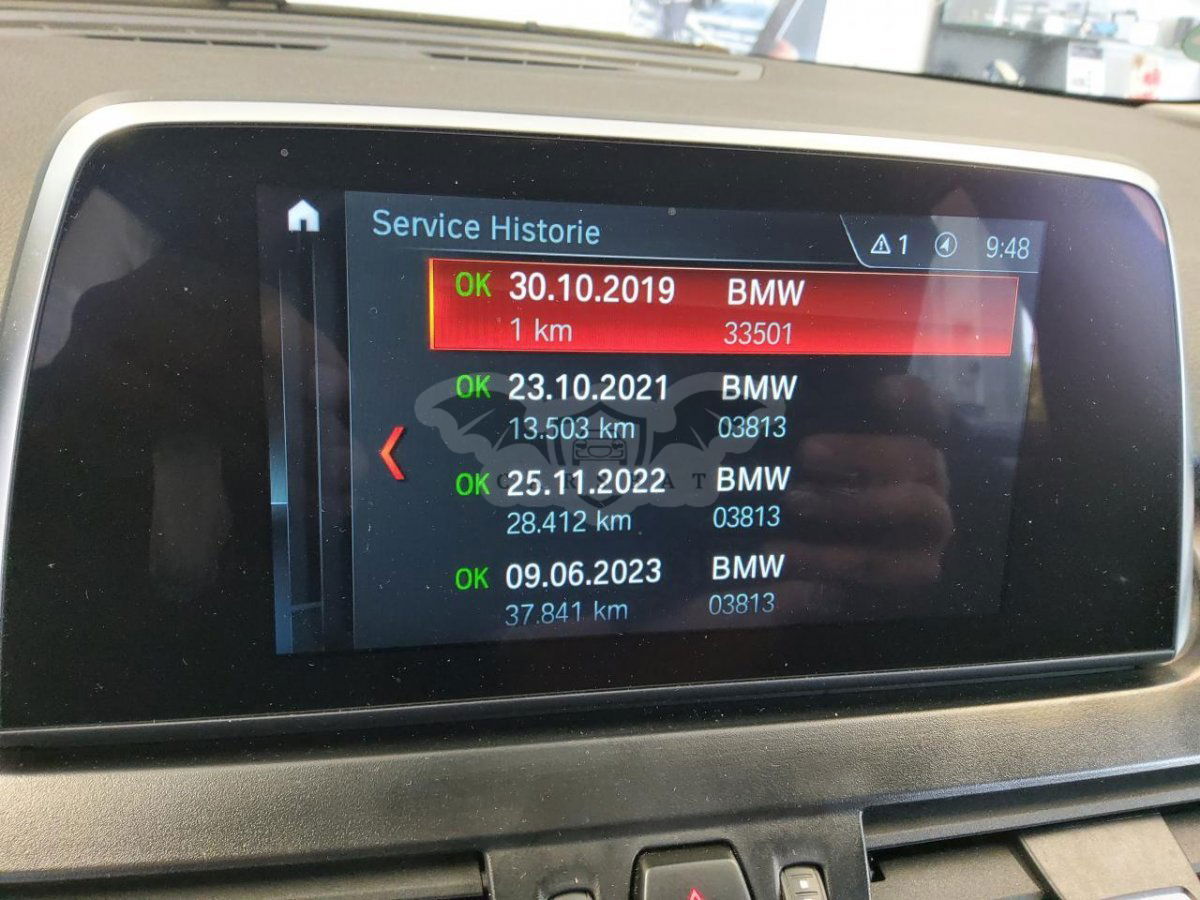 Service Historie
1
9:48
OK 30.10.2019 BMW
1 km 33501
OK 23.10.2021 BMW
13.503 km 03813
OK 25.11.2022 BMW
28.412 km 03813
OK 09.06.2023 BMW
37.841 km 03813